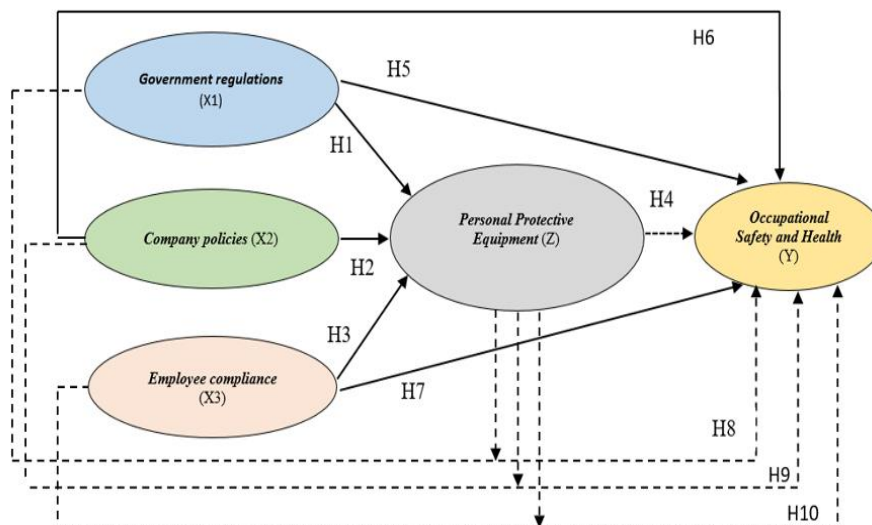 H6
Government regulations
(X1)
H5
H1
Personal Protective
Equipment (Z)
H4
Occupational
Safety and Health
(Y)
Company policies (X2)
H2
H3
Employee compliance
(X3)
H7
H8
H9
H10